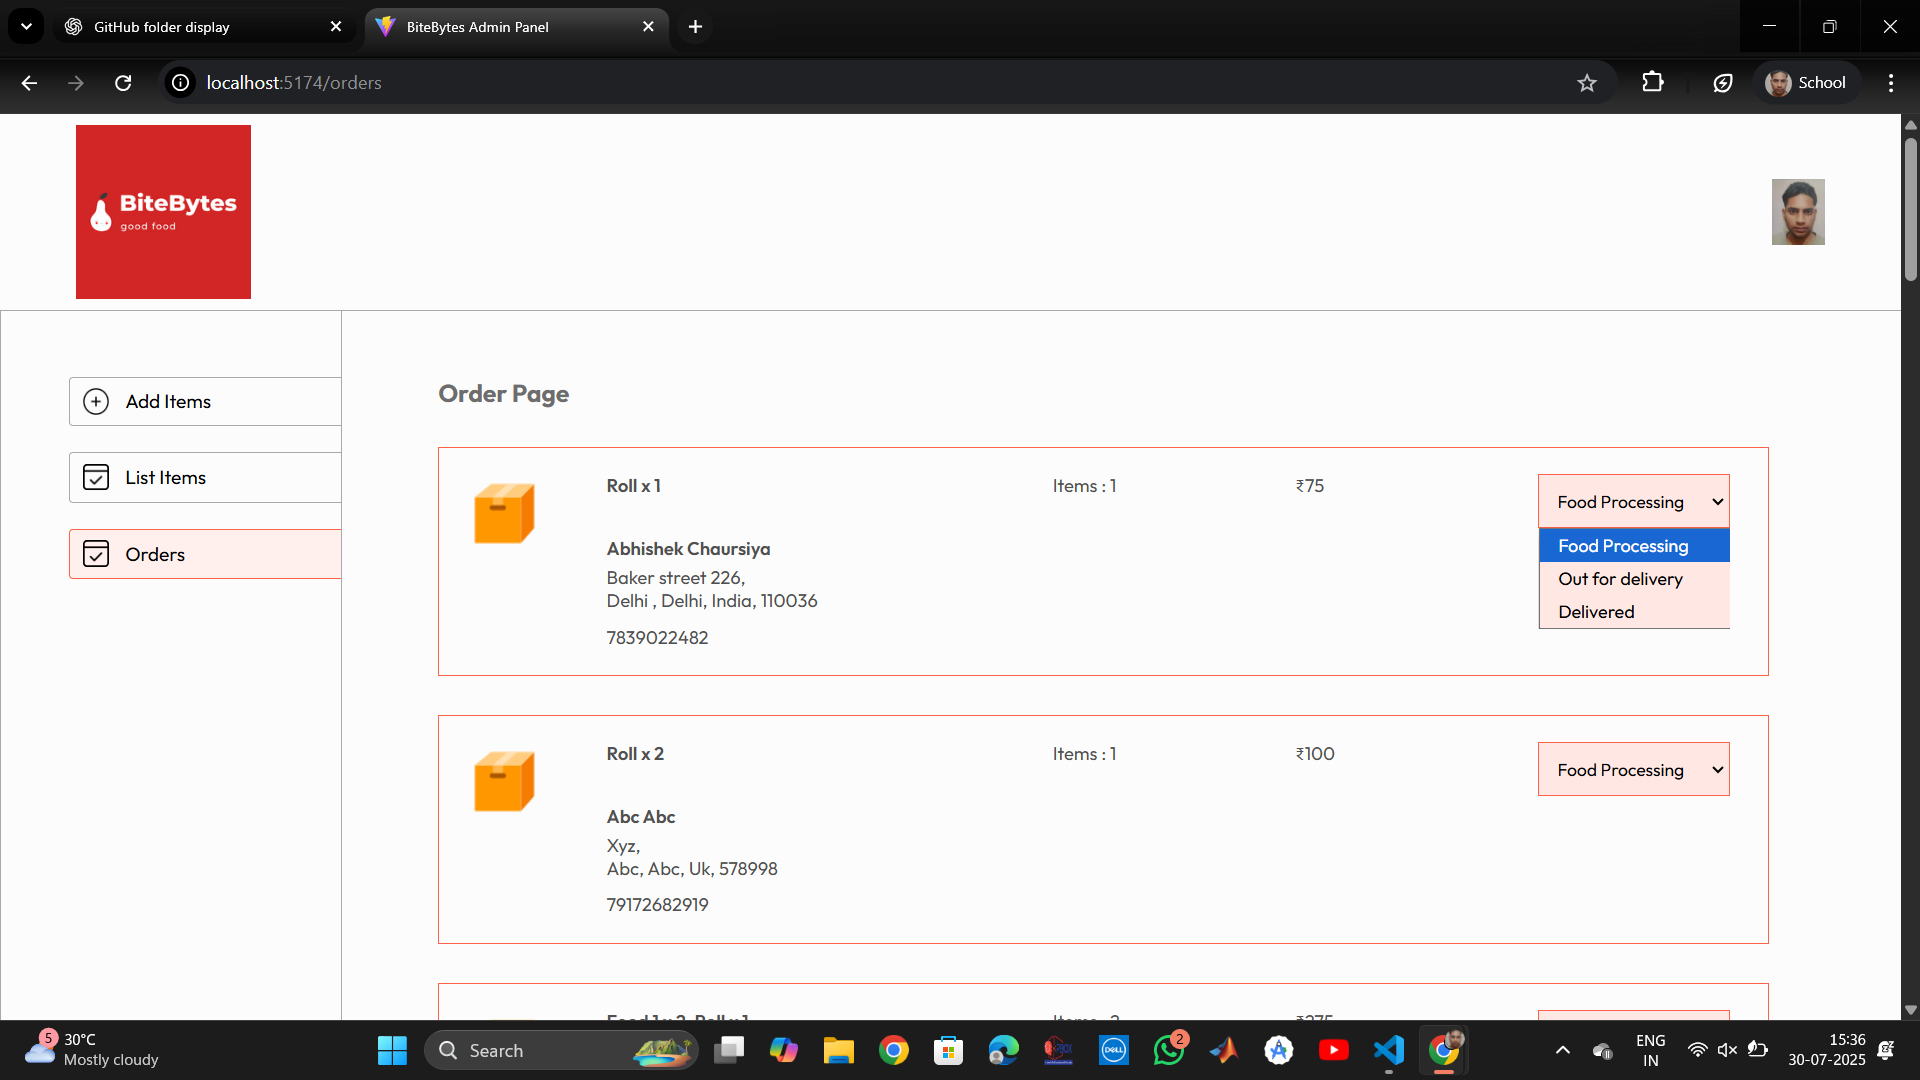 GitHub folder display
BiteBytes Admin Panel
localhost:5174/orders
School
BiteBytes
good food
Add Items
List Items
Orders
Order Page
Roll x 1
Items : 1
₹75
Food Processing
Food Processing
Out for delivery
Delivered
Abhishek Chaursiya
Baker street 226,
Delhi , Delhi, India, 110036
7839022482
Roll x 2
Items : 1
₹100
Food Processing
Abc Abc
Xyz,
Abc, Abc, Uk, 578998
79172682919
5
30°C
Mostly cloudy
Search
DELL
2
ENG
IN
15:36
30-07-2025